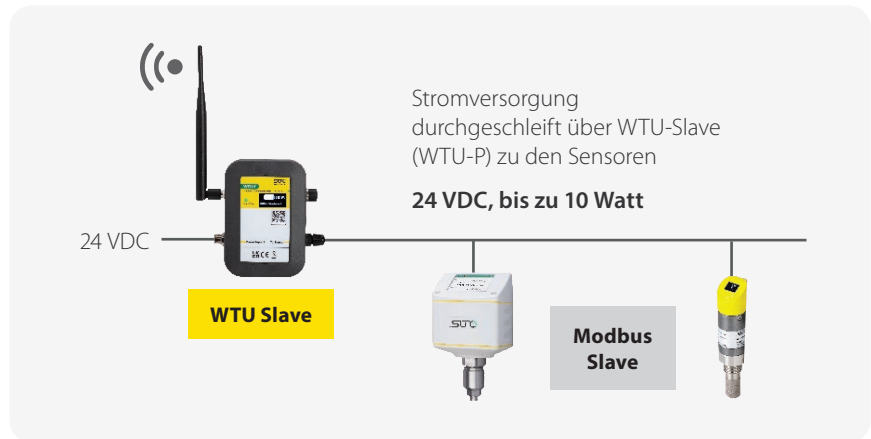 Stromversorgung
durchgeschleift über WTU-Slave
(WTU-P) zu den Sensoren
24 VDC, bis zu 10 Watt
24 VDC
WTU Slave
SUTO
Modbus
Slave